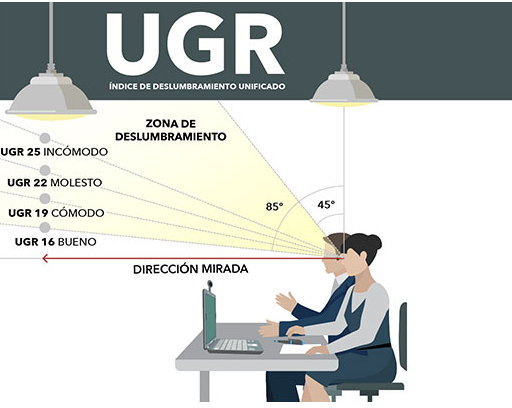 UGR
ÍNDICE DE DESLUMBRAMIENTO UNIFICADO
ZONA DE
DESLUMBRAMIENTO
UGR 25 INCÓMODO
UGR 22 MOLESTO
UGR 19 CÓMODO
UGR 16 BUENO
85°
45°
DIRECCIÓN MIRADA